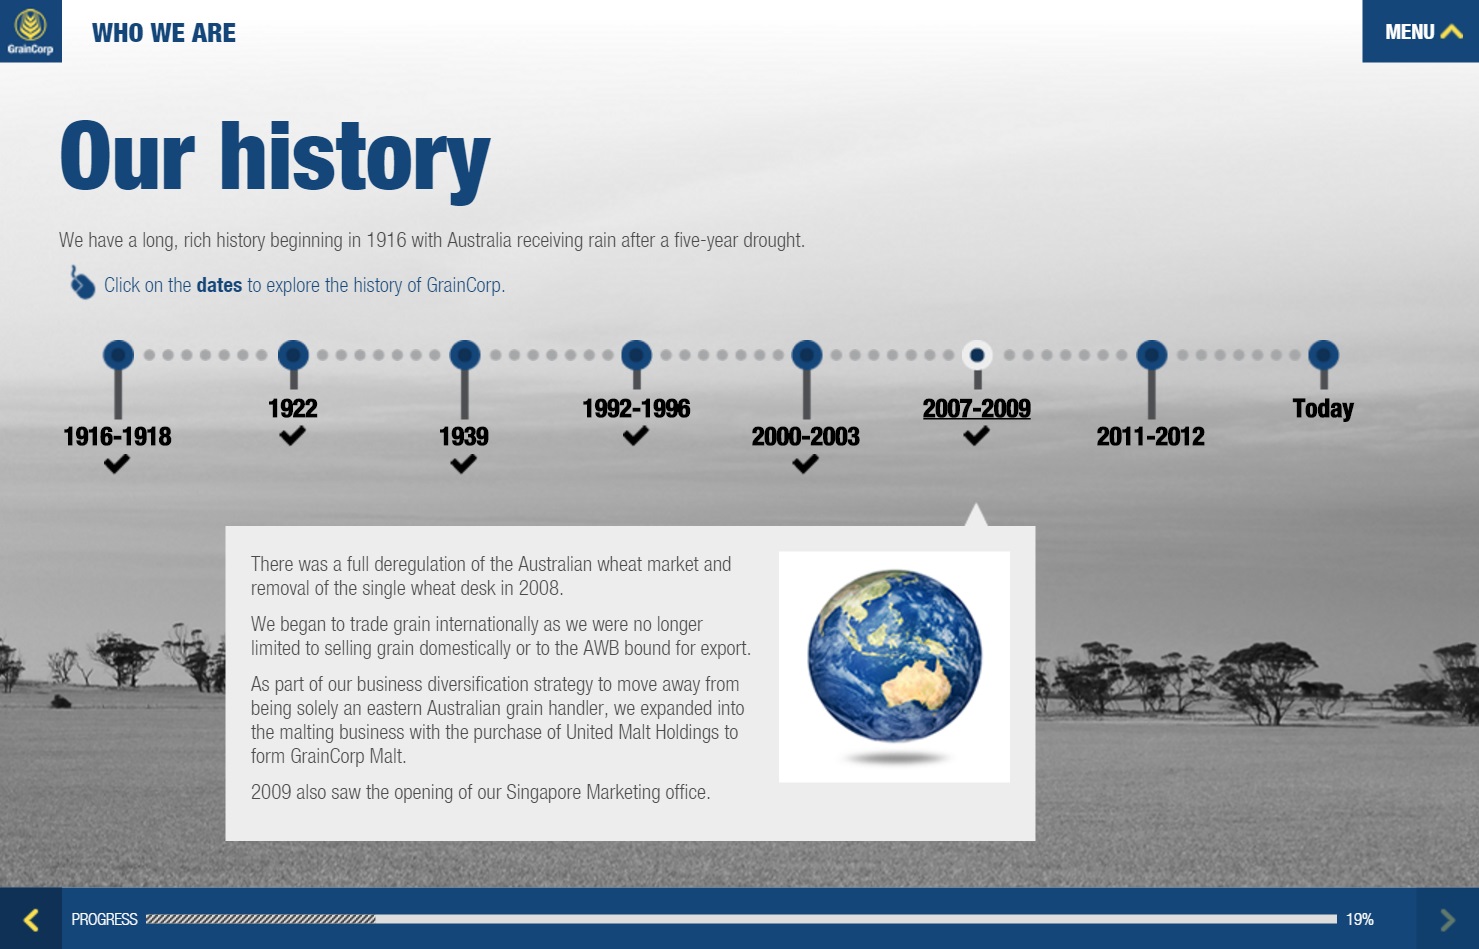 GrainCorp
WHO WE ARE
MENU
Our history
We have a long, rich history beginning in 1916 with Australia receiving rain after a five-year drought.
Click on the dates to explore the history of GrainCorp.
1916-1918
1922
1939
1992-1996
2000-2003
2007-2009
2011-2012
Today
There was a full deregulation of the Australian wheat market and
removal of the single wheat desk in 2008.
We began to trade grain internationally as we were no longer
limited to selling grain domestically or to the AWB bound for export.
As part of our business diversification strategy to move away from
being solely an eastern Australian grain handler, we expanded into
the malting business with the purchase of United Malt Holdings to
form GrainCorp Malt.
2009 also saw the opening of our Singapore Marketing office.
PROGRESS
19%